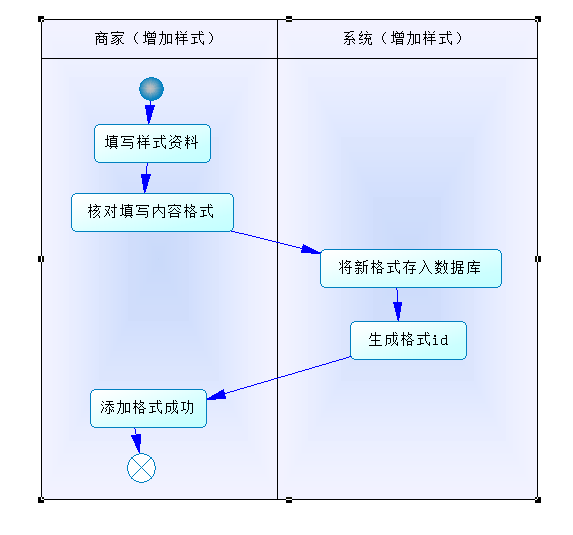 商家（增加样式）
系统（增加样式）
填写样式资料
核对填写内容格式
将新格式存入数据库
生成格式id
添加格式成功